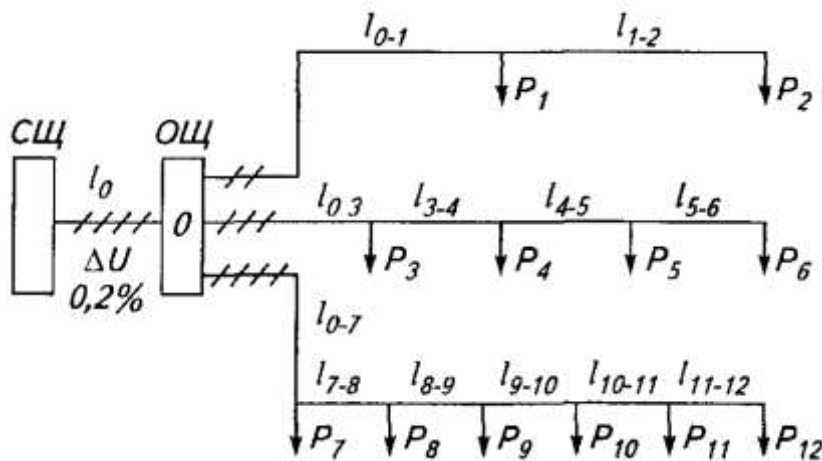 l₀₋₁ l₁₋₂
P₁ P₂
СЩ ОЩ
l₀ 0 l₀ ₃ l₃₋₄ l₄₋₅ l₅₋₆
ΔU
0,2%
P₃ P₄ P₅ P₆
l₀₋₇
l₇₋₈ l₈₋₉ l₉₋₁₀ l₁₀₋₁₁ l₁₁₋₁₂
P₇ P₈ P₉ P₁₀ P₁₁ P₁₂